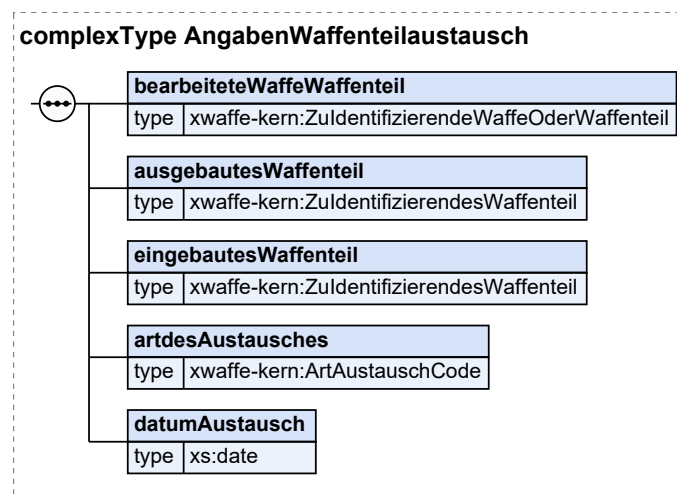 complexType AngabenWaffenteilaustausch
bearbeiteteWaffeWaffenteil
type xwaffe-kern:ZuIdentifizierendeWaffeOderWaffenteil
ausgebautesWaffenteil
type xwaffe-kern:ZuIdentifizierendesWaffenteil
eingebautesWaffenteil
type xwaffe-kern:ZuIdentifizierendesWaffenteil
artdesAustausches
type xwaffe-kern:ArtAustauschCode
datumAustausch
type xs:date